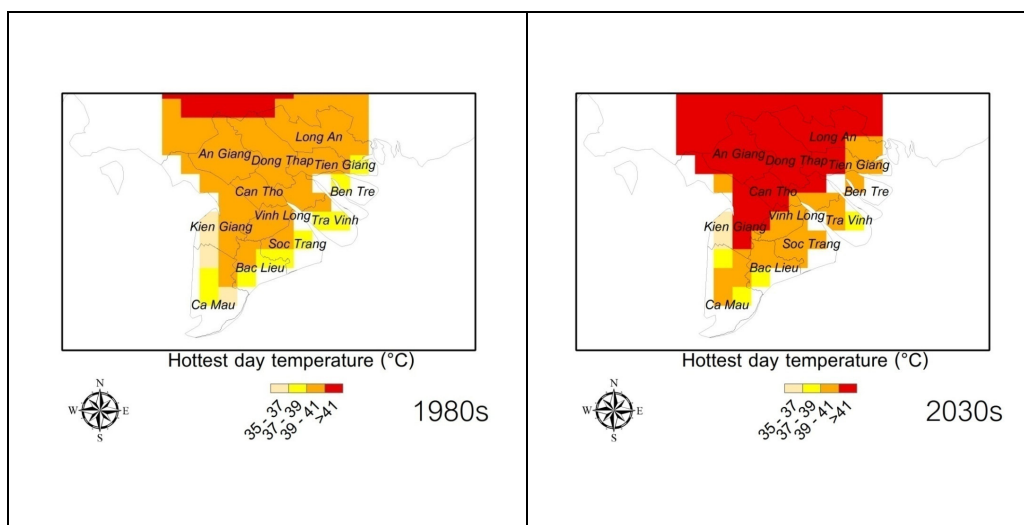 Long An
An Giang
Dong Thap
Tien Giang
Can Tho
Ben Tre
Vinh Long
Tra Vinh
Kien Giang
Soc Trang
Bac Lieu
Ca Mau
Hottest day temperature (°C)
N
W
E
S
35 - 37
37 - 39
39 - 41
>41
1980s
Long An
An Giang
Dong Thap
Tien Giang
Can Tho
Ben Tre
Vinh Long
Tra Vinh
Kien Giang
Soc Trang
Bac Lieu
Ca Mau
Hottest day temperature (°C)
N
W
E
S
35 - 37
37 - 39
39 - 41
>41
2030s